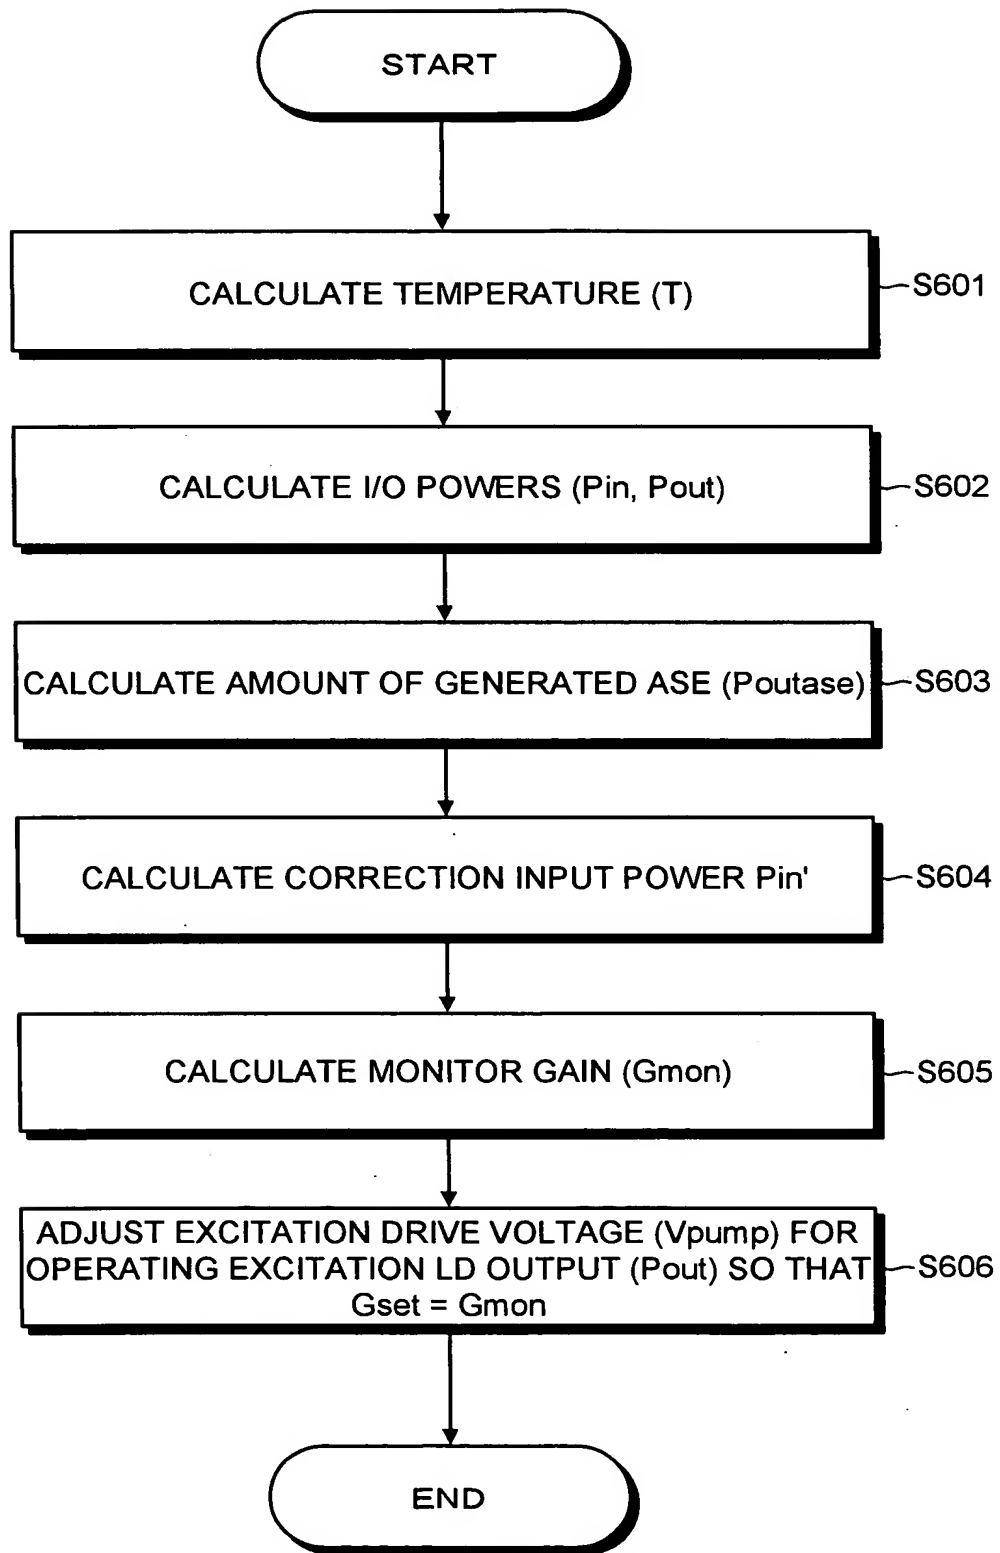 START
CALCULATE TEMPERATURE (T)
S601
CALCULATE I/O POWERS (Pin, Pout)
S602
CALCULATE AMOUNT OF GENERATED ASE (Poutase)
S603
CALCULATE CORRECTION INPUT POWER Pin'
S604
CALCULATE MONITOR GAIN (Gmon)
S605
ADJUST EXCITATION DRIVE VOLTAGE (Vpump) FOR
OPERATING EXCITATION LD OUTPUT (Pout) SO THAT
Gset = Gmon
S606
END